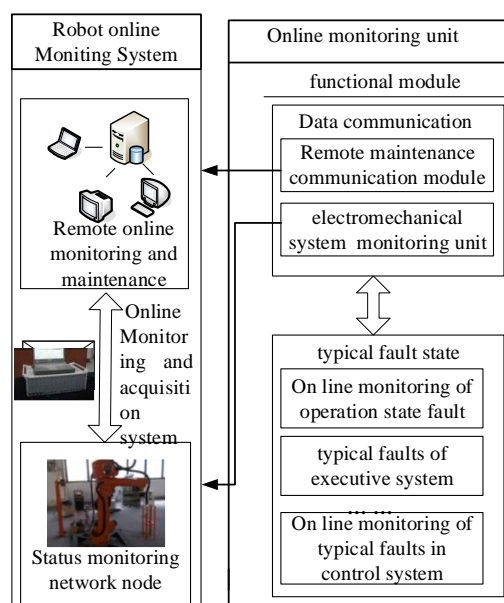 Robot online
Moniting System
Remote online
monitoring and
maintenance
Online
Monitor
ing and
acquisiti
on
system
Status monitoring
network node
Online monitoring unit
functional module
Data communication
Remote maintenance
communication module
electromechanical
system monitoring unit
typical fault state
On line monitoring of
operation state fault
typical faults of
executive system
... ...
On line monitoring of
typical faults in
control system